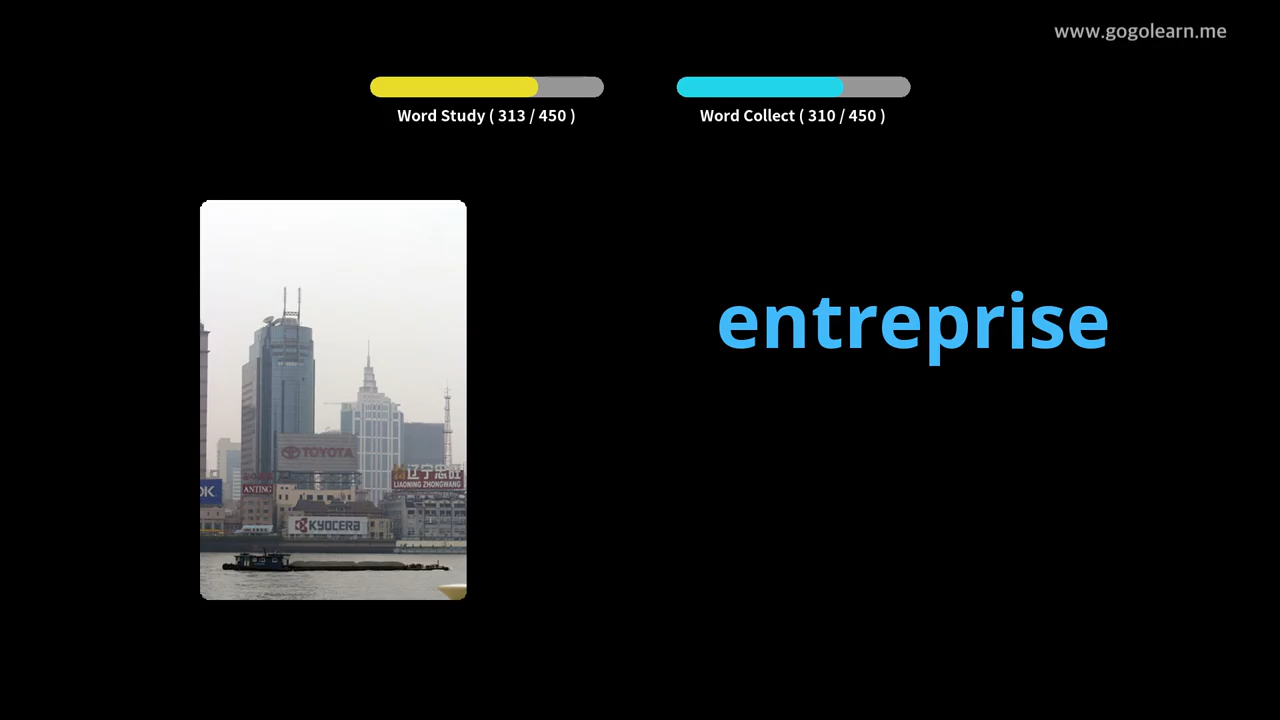 www.gogolearn.me
Word Study ( 313 / 450 )
Word Collect ( 310 / 450 )
entreprise
TOYOTA
辽宁忠旺
LIAONING ZHONGWANG
OK
ANTING
KYOCERA